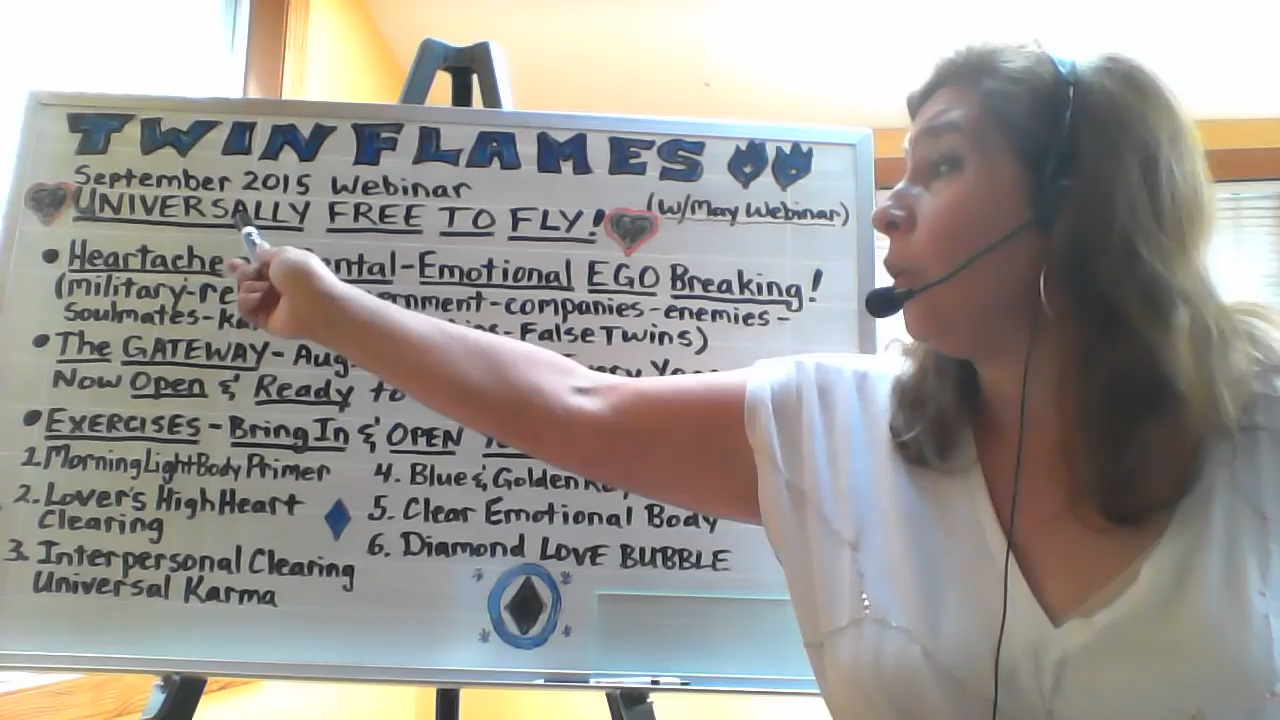 TWIN FLAMES
September 2015 Webinar
UNIVERSALLY FREE TO FLY! (w/May Webinar)
• Heartache ntal-Emotional EGO Breaking!
(military-re rnment-companies-enemies-
Soulmates-ka -False Twins)
• The GATEWAY- Aug
Now Open & Ready to
• EXERCISES - Bring In & OPEN
1. Morning Light Body Primer
2. Lover's High Heart
Clearing
3. Interpersonal Clearing
Universal Karma
4. Blue & Golden
5. Clear Emotional Body
6. Diamond LOVE BUBBLE